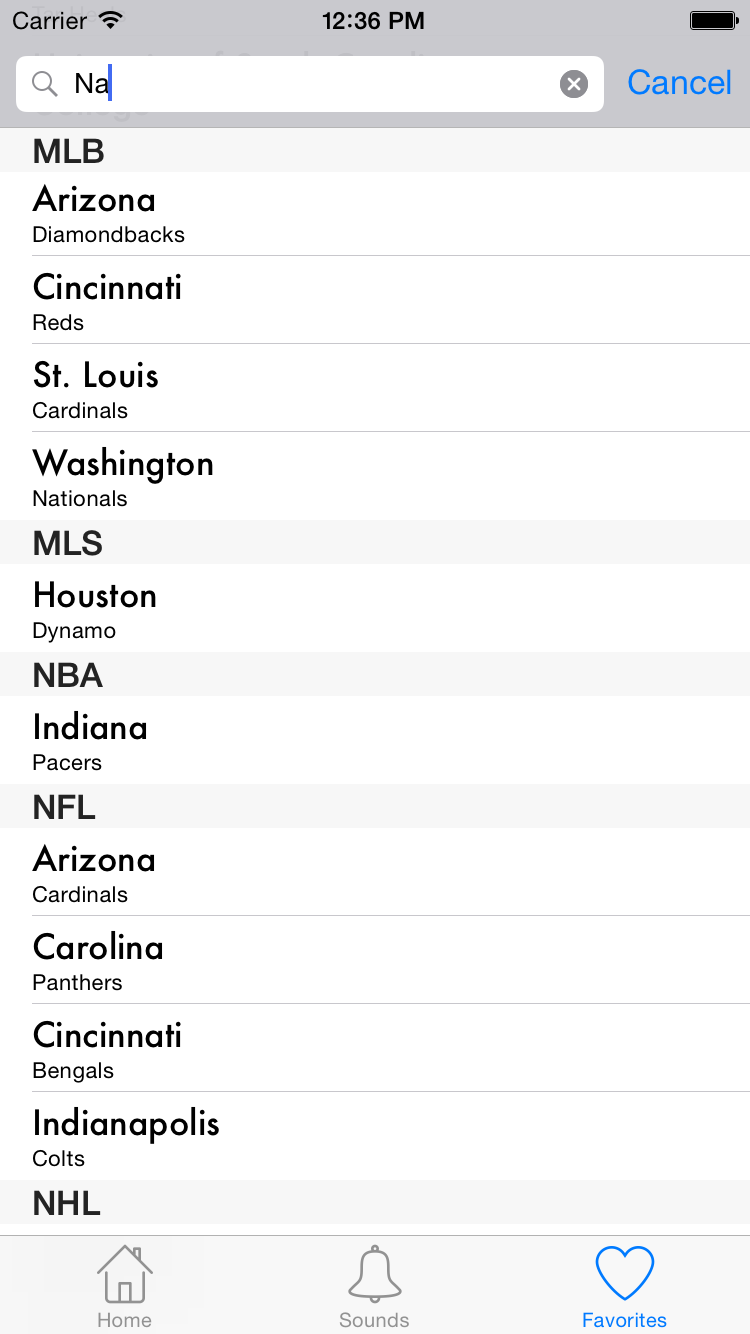 Carrier 12:36 PM
Na Cancel
MLB
Arizona
Diamondbacks
Cincinnati
Reds
St. Louis
Cardinals
Washington
Nationals
MLS
Houston
Dynamo
NBA
Indiana
Pacers
NFL
Arizona
Cardinals
Carolina
Panthers
Cincinnati
Bengals
Indianapolis
Colts
NHL
Home Sounds Favorites